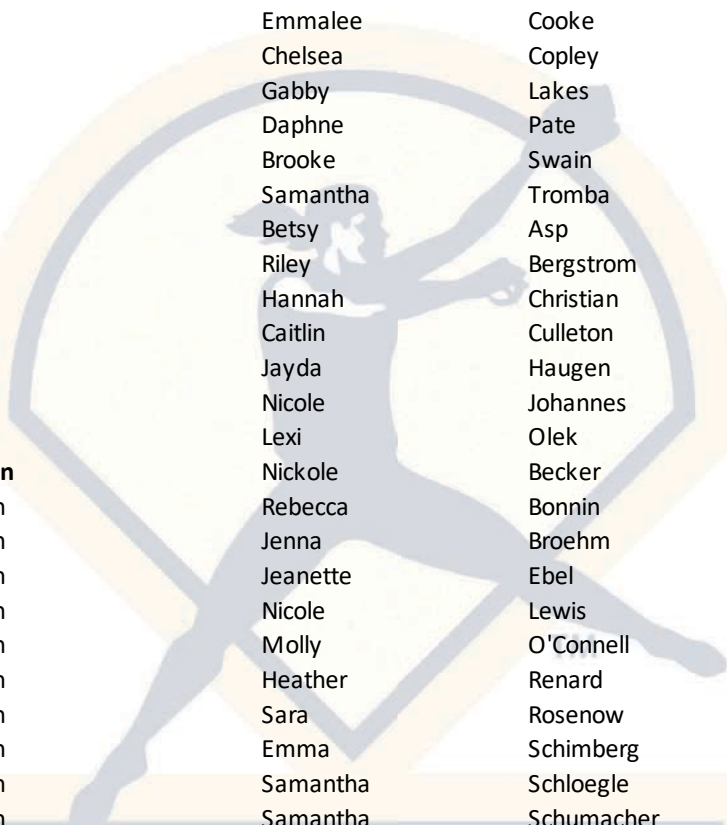 Emmalee Cooke
Chelsea Copley
Gabby Lakes
Daphne Pate
Brooke Swain
Samantha Tromba
Betsy Asp
Riley Bergstrom
Hannah Christian
Caitlin Culleton
Jayda Haugen
Nicole Johannes
Lexi Olek
n Nickole Becker
n Rebecca Bonnin
n Jenna Broehm
n Jeanette Ebel
n Nicole Lewis
n Molly O'Connell
n Heather Renard
n Sara Rosenow
n Emma Schimberg
n Samantha Schloegle
n Samantha Schumacher